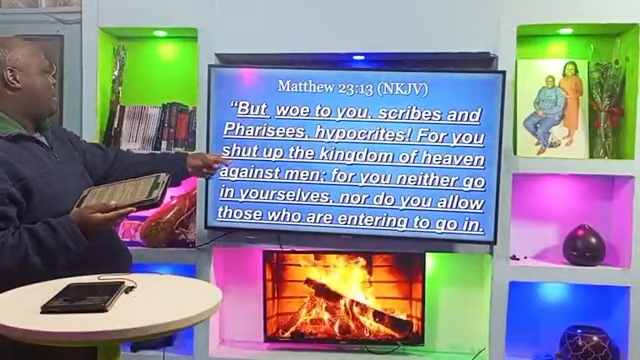 Matthew 23:13 (NKJV)
“But, woe to you, scribes and
Pharisees, hypocrites! For you
shut up the kingdom of heaven
against men; for you neither go
in yourselves, nor do you allow
those who are entering to go in.